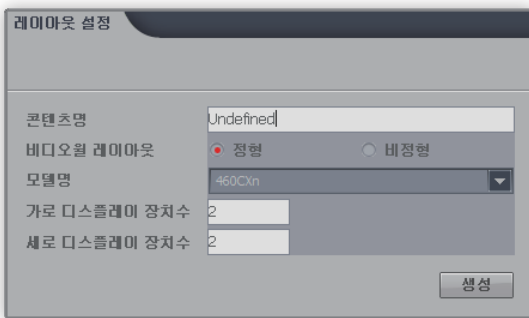 레이아웃 설정
콘텐츠명 Undefined
비디오월 레이아웃 정형 비정형
모델명 460CXn
가로 디스플레이 장치수 2
세로 디스플레이 장치수 2
생성